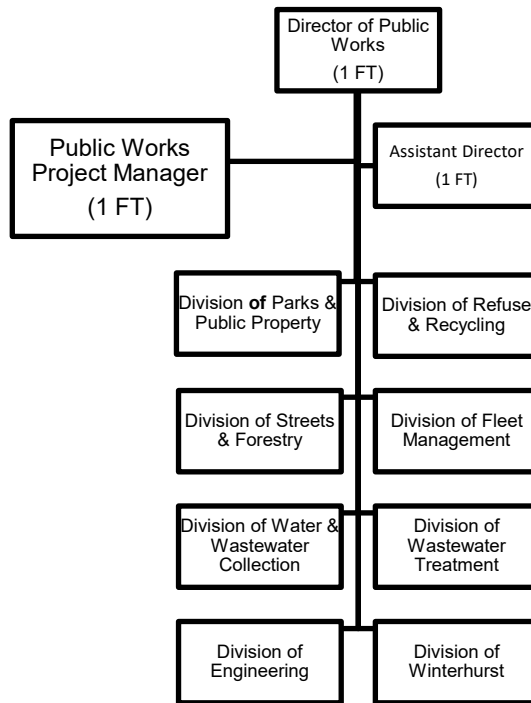 Director of Public
Works
(1 FT)
Public Works
Project Manager
(1 FT)
Assistant Director
(1 FT)
Division of Parks &
Public Property
Division of Refuse
& Recycling
Division of Streets
& Forestry
Division of Fleet
Management
Division of Water &
Wastewater
Collection
Division of
Wastewater
Treatment
Division of
Engineering
Division of
Winterhurst